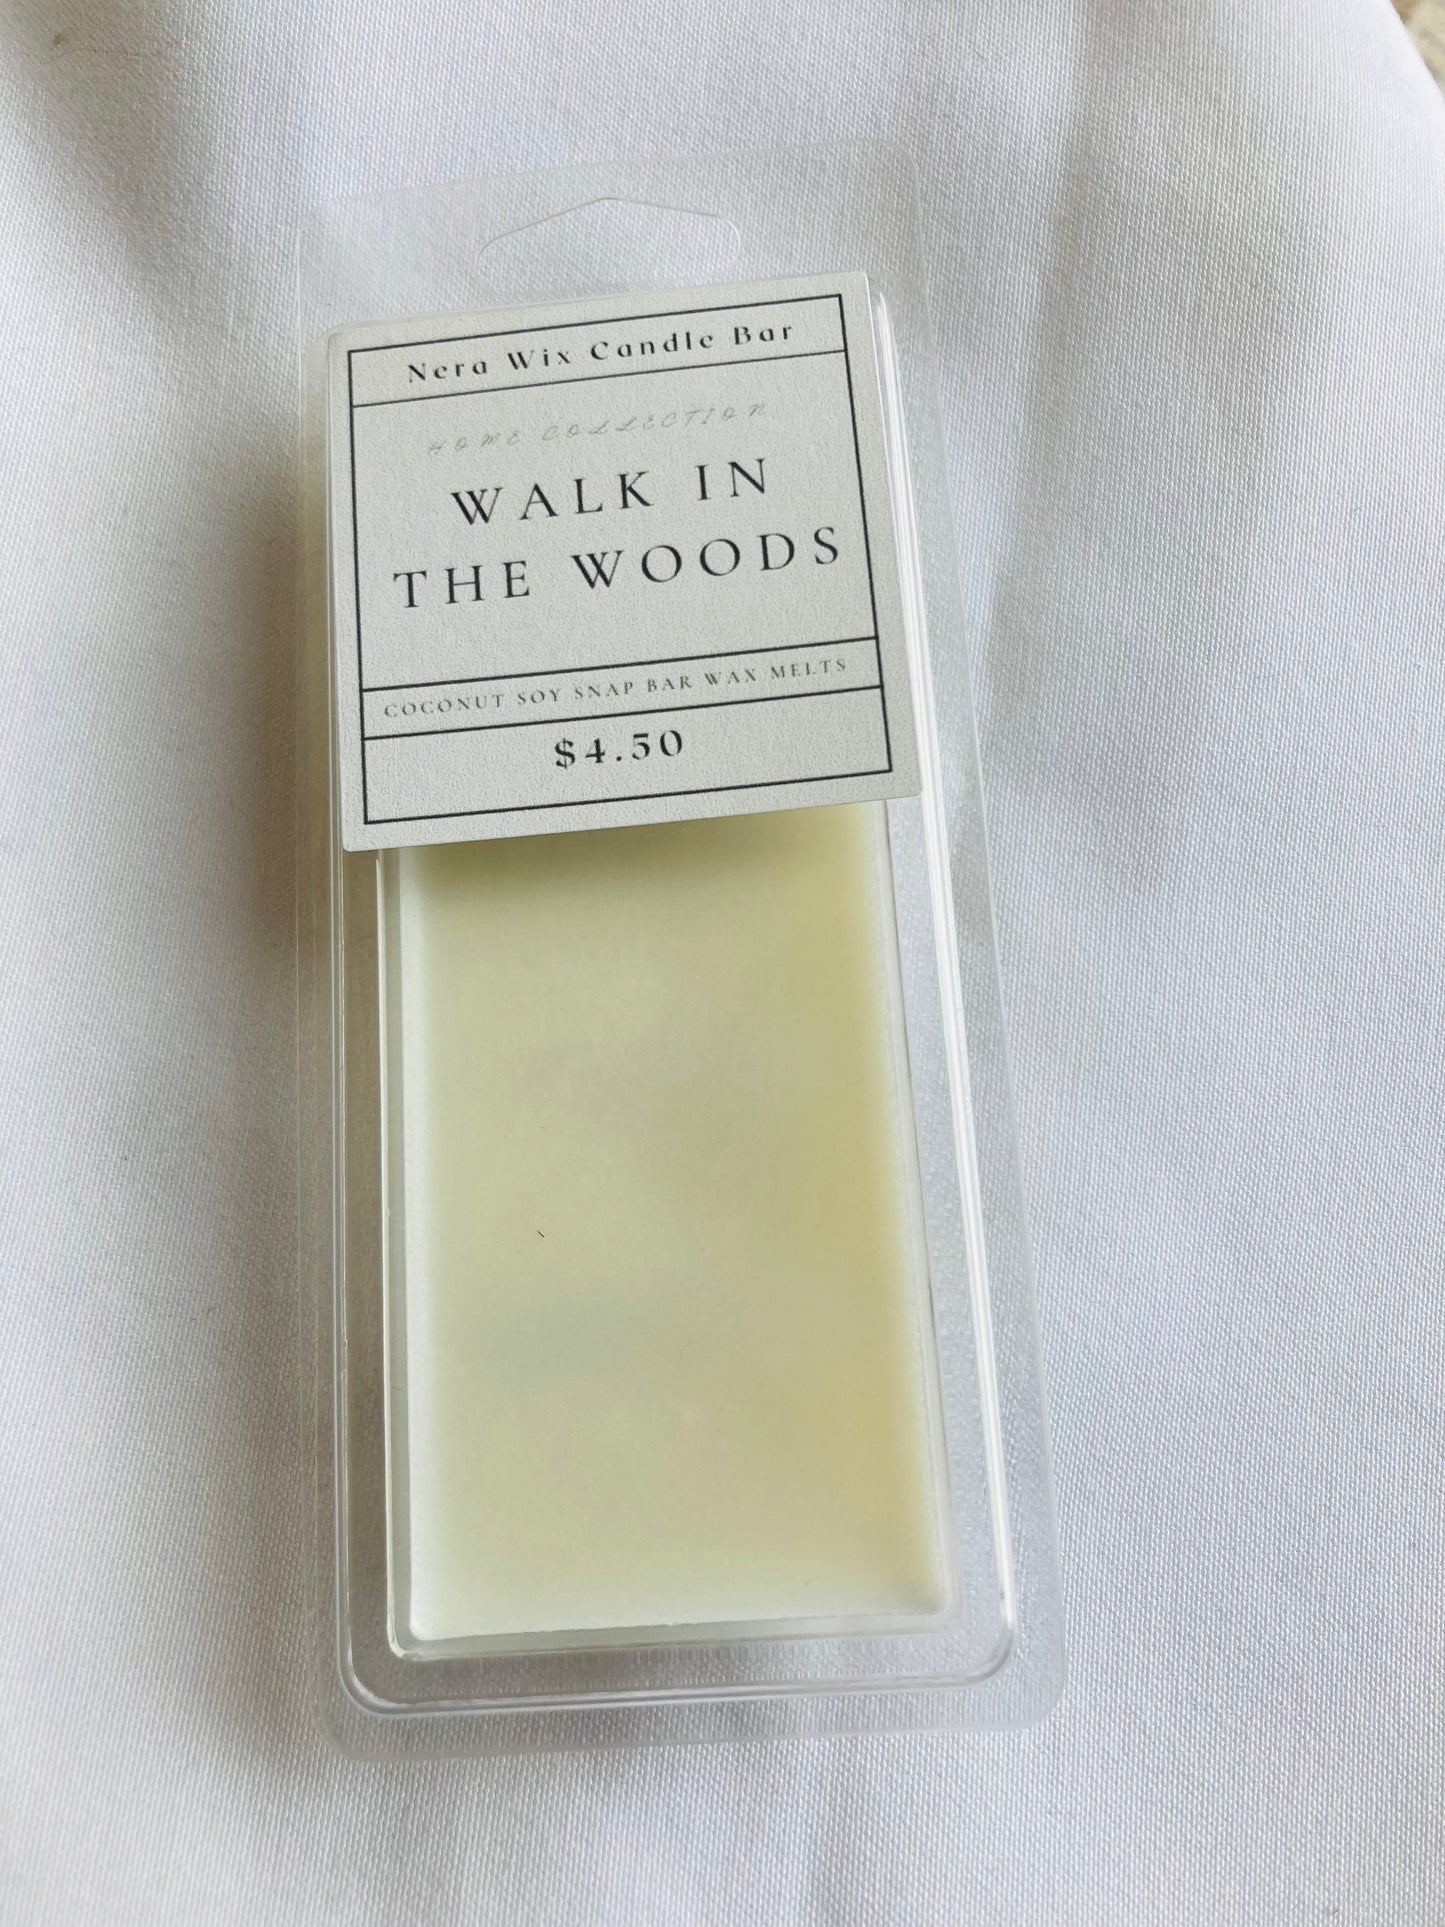 Nera Wix Candle Bar
HOME COLLECTION
WALK IN
THE WOODS
COCONUT SOY SNAP BAR WAX MELTS
$4.50